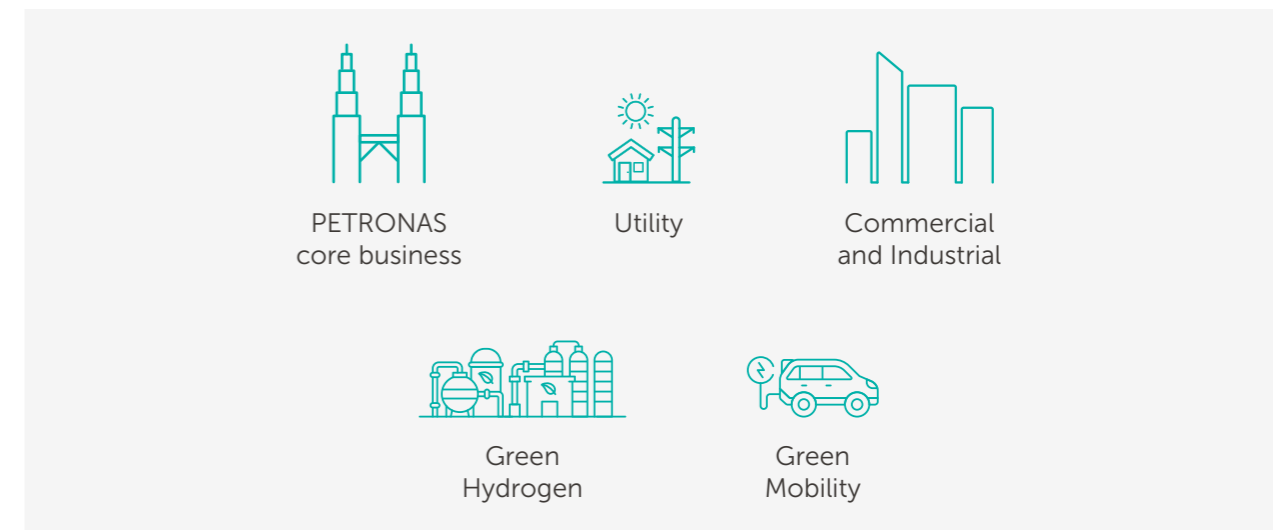 PETRONAS
core business
Utility
Commercial
and Industrial
Green
Hydrogen
Green
Mobility